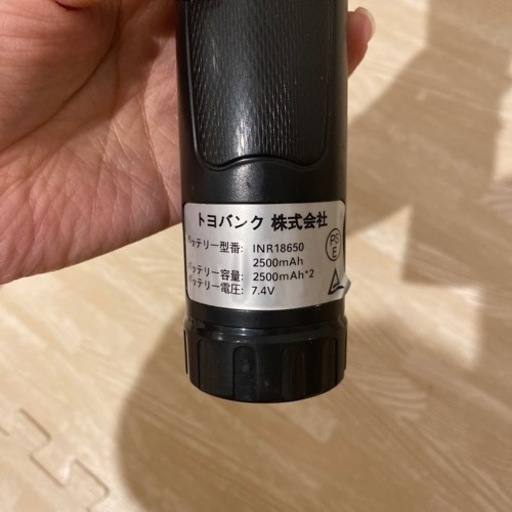 トヨバンク 株式会社
バッテリー型番: INR18650
2500mAh
バッテリー容量: 2500mAh*2
バッテリー電圧: 7.4V
PS
E